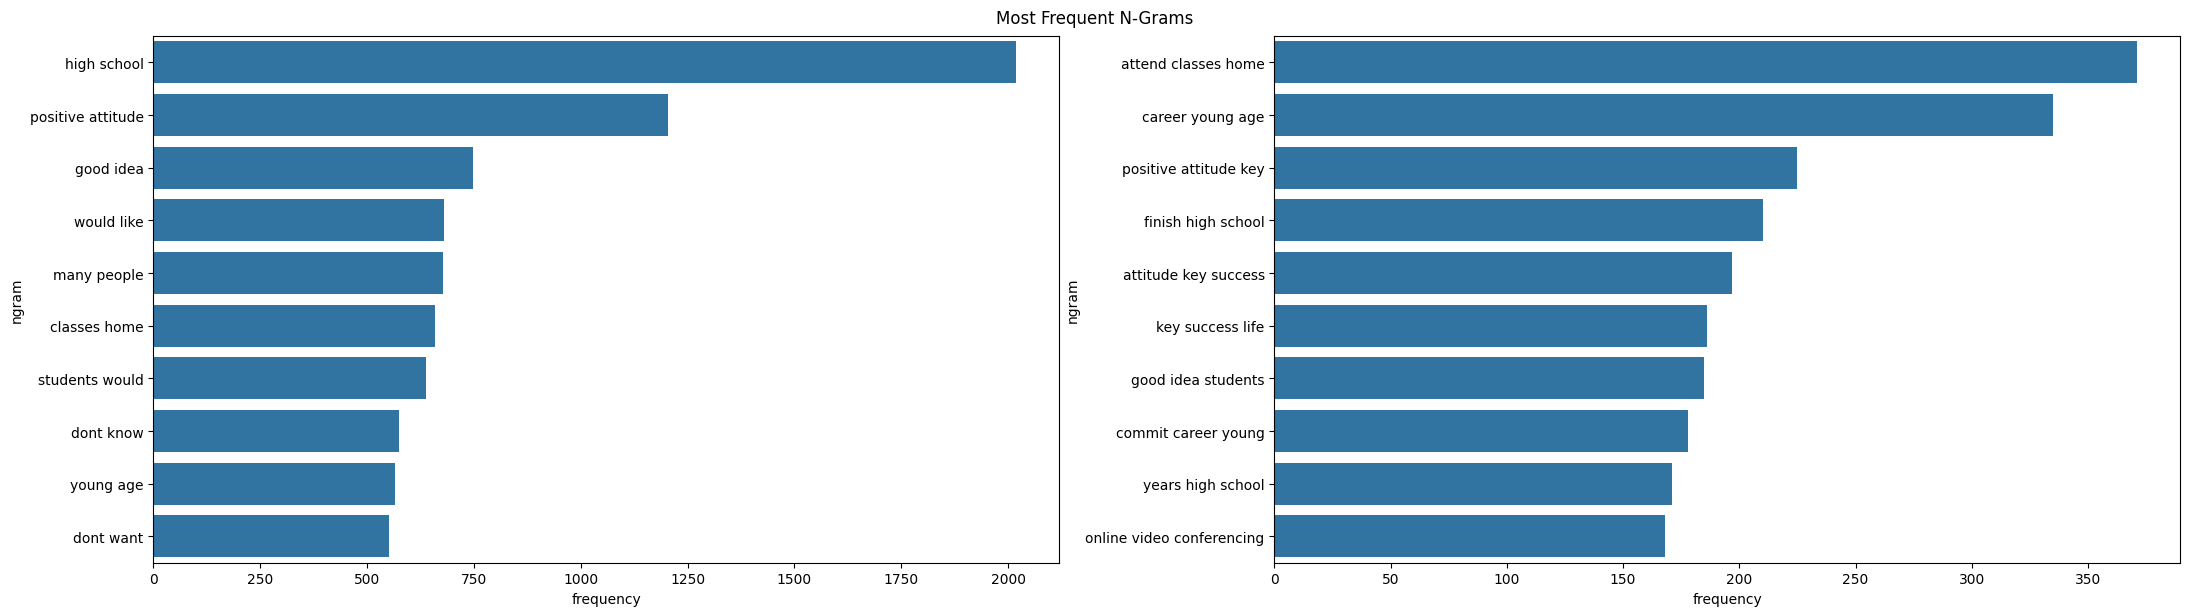 Most Frequent N-Grams
ngram
high school
positive attitude
good idea
would like
many people
classes home
students would
dont know
young age
dont want
0 250 500 750 1000 1250 1500 1750 2000
frequency
ngram
attend classes home
career young age
positive attitude key
finish high school
attitude key success
key success life
good idea students
commit career young
years high school
online video conferencing
0 50 100 150 200 250 300 350
frequency